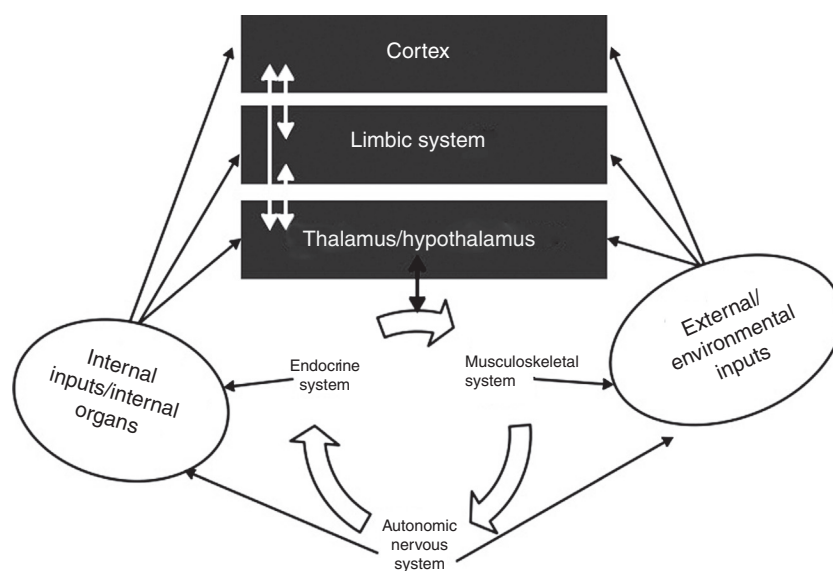 Cortex
Limbic system
Thalamus/hypothalamus
Internal
inputs/internal
organs
Endocrine
system
Musculoskeletal
system
External/
environmental
inputs
Autonomic
nervous
system